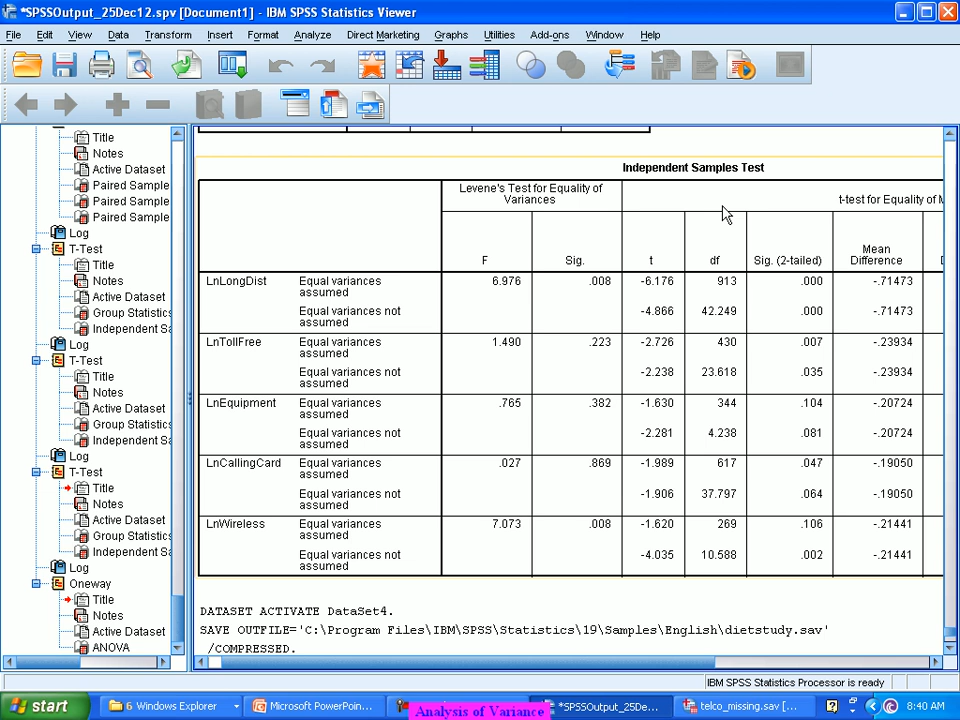 *SPSSOutput_25Dec12.spv [Document1] - IBM SPSS Statistics Viewer
File Edit View Data Transform Insert Format Analyze Direct Marketing Graphs Utilities Add-ons Window Help
Title
Notes
Active Dataset
Paired Sample
Paired Sample
Paired Sample
Log
T-Test
Title
Notes
Active Dataset
Group Statistics
Independent Sa
Log
T-Test
Title
Notes
Active Dataset
Group Statistics
Independent Sa
Log
T-Test
Title
Notes
Active Dataset
Group Statistics
Independent Sa
Log
Oneway
Title
Notes
Active Dataset
ANOVA
Independent Samples Test
Levene's Test for Equality of Variances
t-test for Equality of M
F Sig. t df Sig. (2-tailed) Mean Difference
LnLongDist Equal variances assumed 6.976 .008 -6.176 913 .000 -.71473
Equal variances not assumed -4.866 42.249 .000 -.71473
LnTollFree Equal variances assumed 1.490 .223 -2.726 430 .007 -.23934
Equal variances not assumed -2.238 23.618 .035 -.23934
LnEquipment Equal variances assumed .765 .382 -1.630 344 .104 -.20724
Equal variances not assumed -2.281 4.238 .081 -.20724
LnCallingCard Equal variances assumed .027 .869 -1.989 617 .047 -.19050
Equal variances not assumed -1.906 37.797 .064 -.19050
LnWireless Equal variances assumed 7.073 .008 -1.620 269 .106 -.21441
Equal variances not assumed -4.035 10.588 .002 -.21441
DATASET ACTIVATE DataSet4.
SAVE OUTFILE='C:\Program Files\IBM\SPSS\Statistics\19\Samples\English\dietstudy.sav'
/COMPRESSED.
IBM SPSS Statistics Processor is ready
start 6 Windows Explorer Microsoft PowerPoin... *SPSSOutput_25De... telco_missing.sav [... 8:40 AM
Analysis of Variance